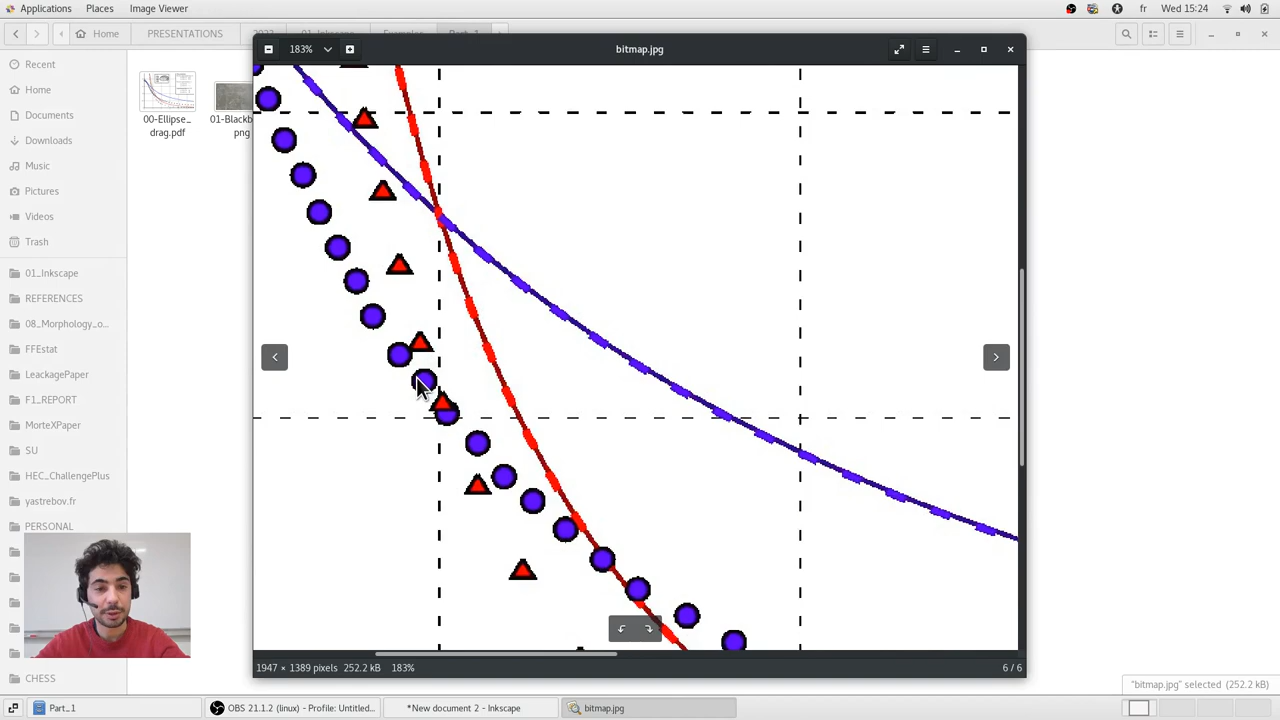 Applications Places Image Viewer fr Wed 15:24
Home PRESENTATIONS
183% bitmap.jpg
Recent
Home
Documents
Downloads
Music
Pictures
Videos
Trash
01_Inkscape
REFERENCES
08_Morphology_o...
FFEstat
LeackagePaper
F1_REPORT
MorteXPaper
SU
HEC_ChallengePlus
yastrebov.fr
PERSONAL
CHESS
00-Ellipse_
drag.pdf
01-Blackb
png
1947 × 1389 pixels 252.2 kB 183% 6 / 6
"bitmap.jpg" selected (252.2 kB)
Part_1 OBS 21.1.2 (linux) - Profile: Untitled... *New document 2 - Inkscape bitmap.jpg